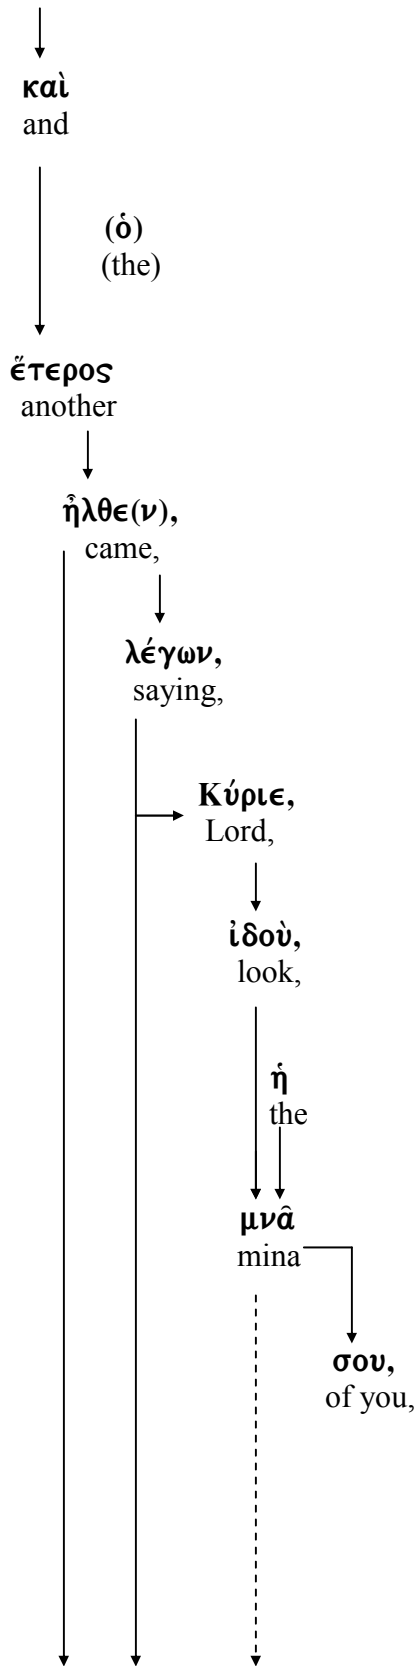 καὶ
and
(ὁ)
(the)
ἕτερος
another
ἦλθε(ν),
came,
λέγων,
saying,
Κύριε,
Lord,
ἰδοὺ,
look,
ἡ
the
μνᾶ
mina
σου,
of you,